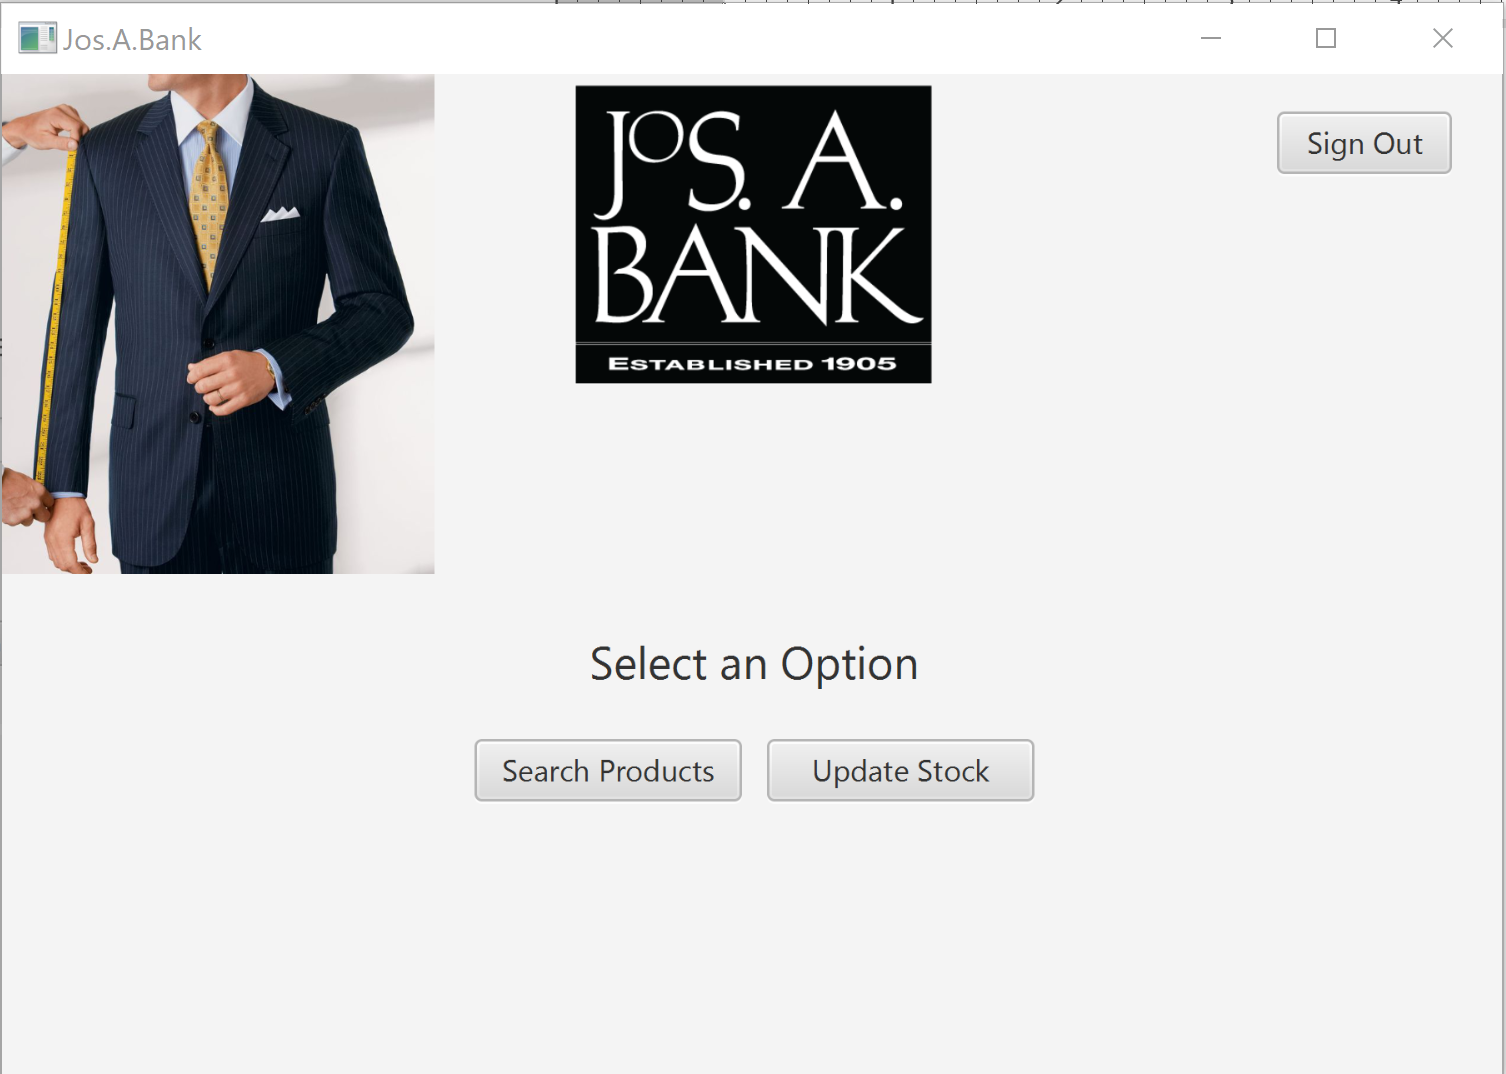 Jos.A.Bank
JOS. A.
BANK
ESTABLISHED 1905
Sign Out
Select an Option
Search Products
Update Stock